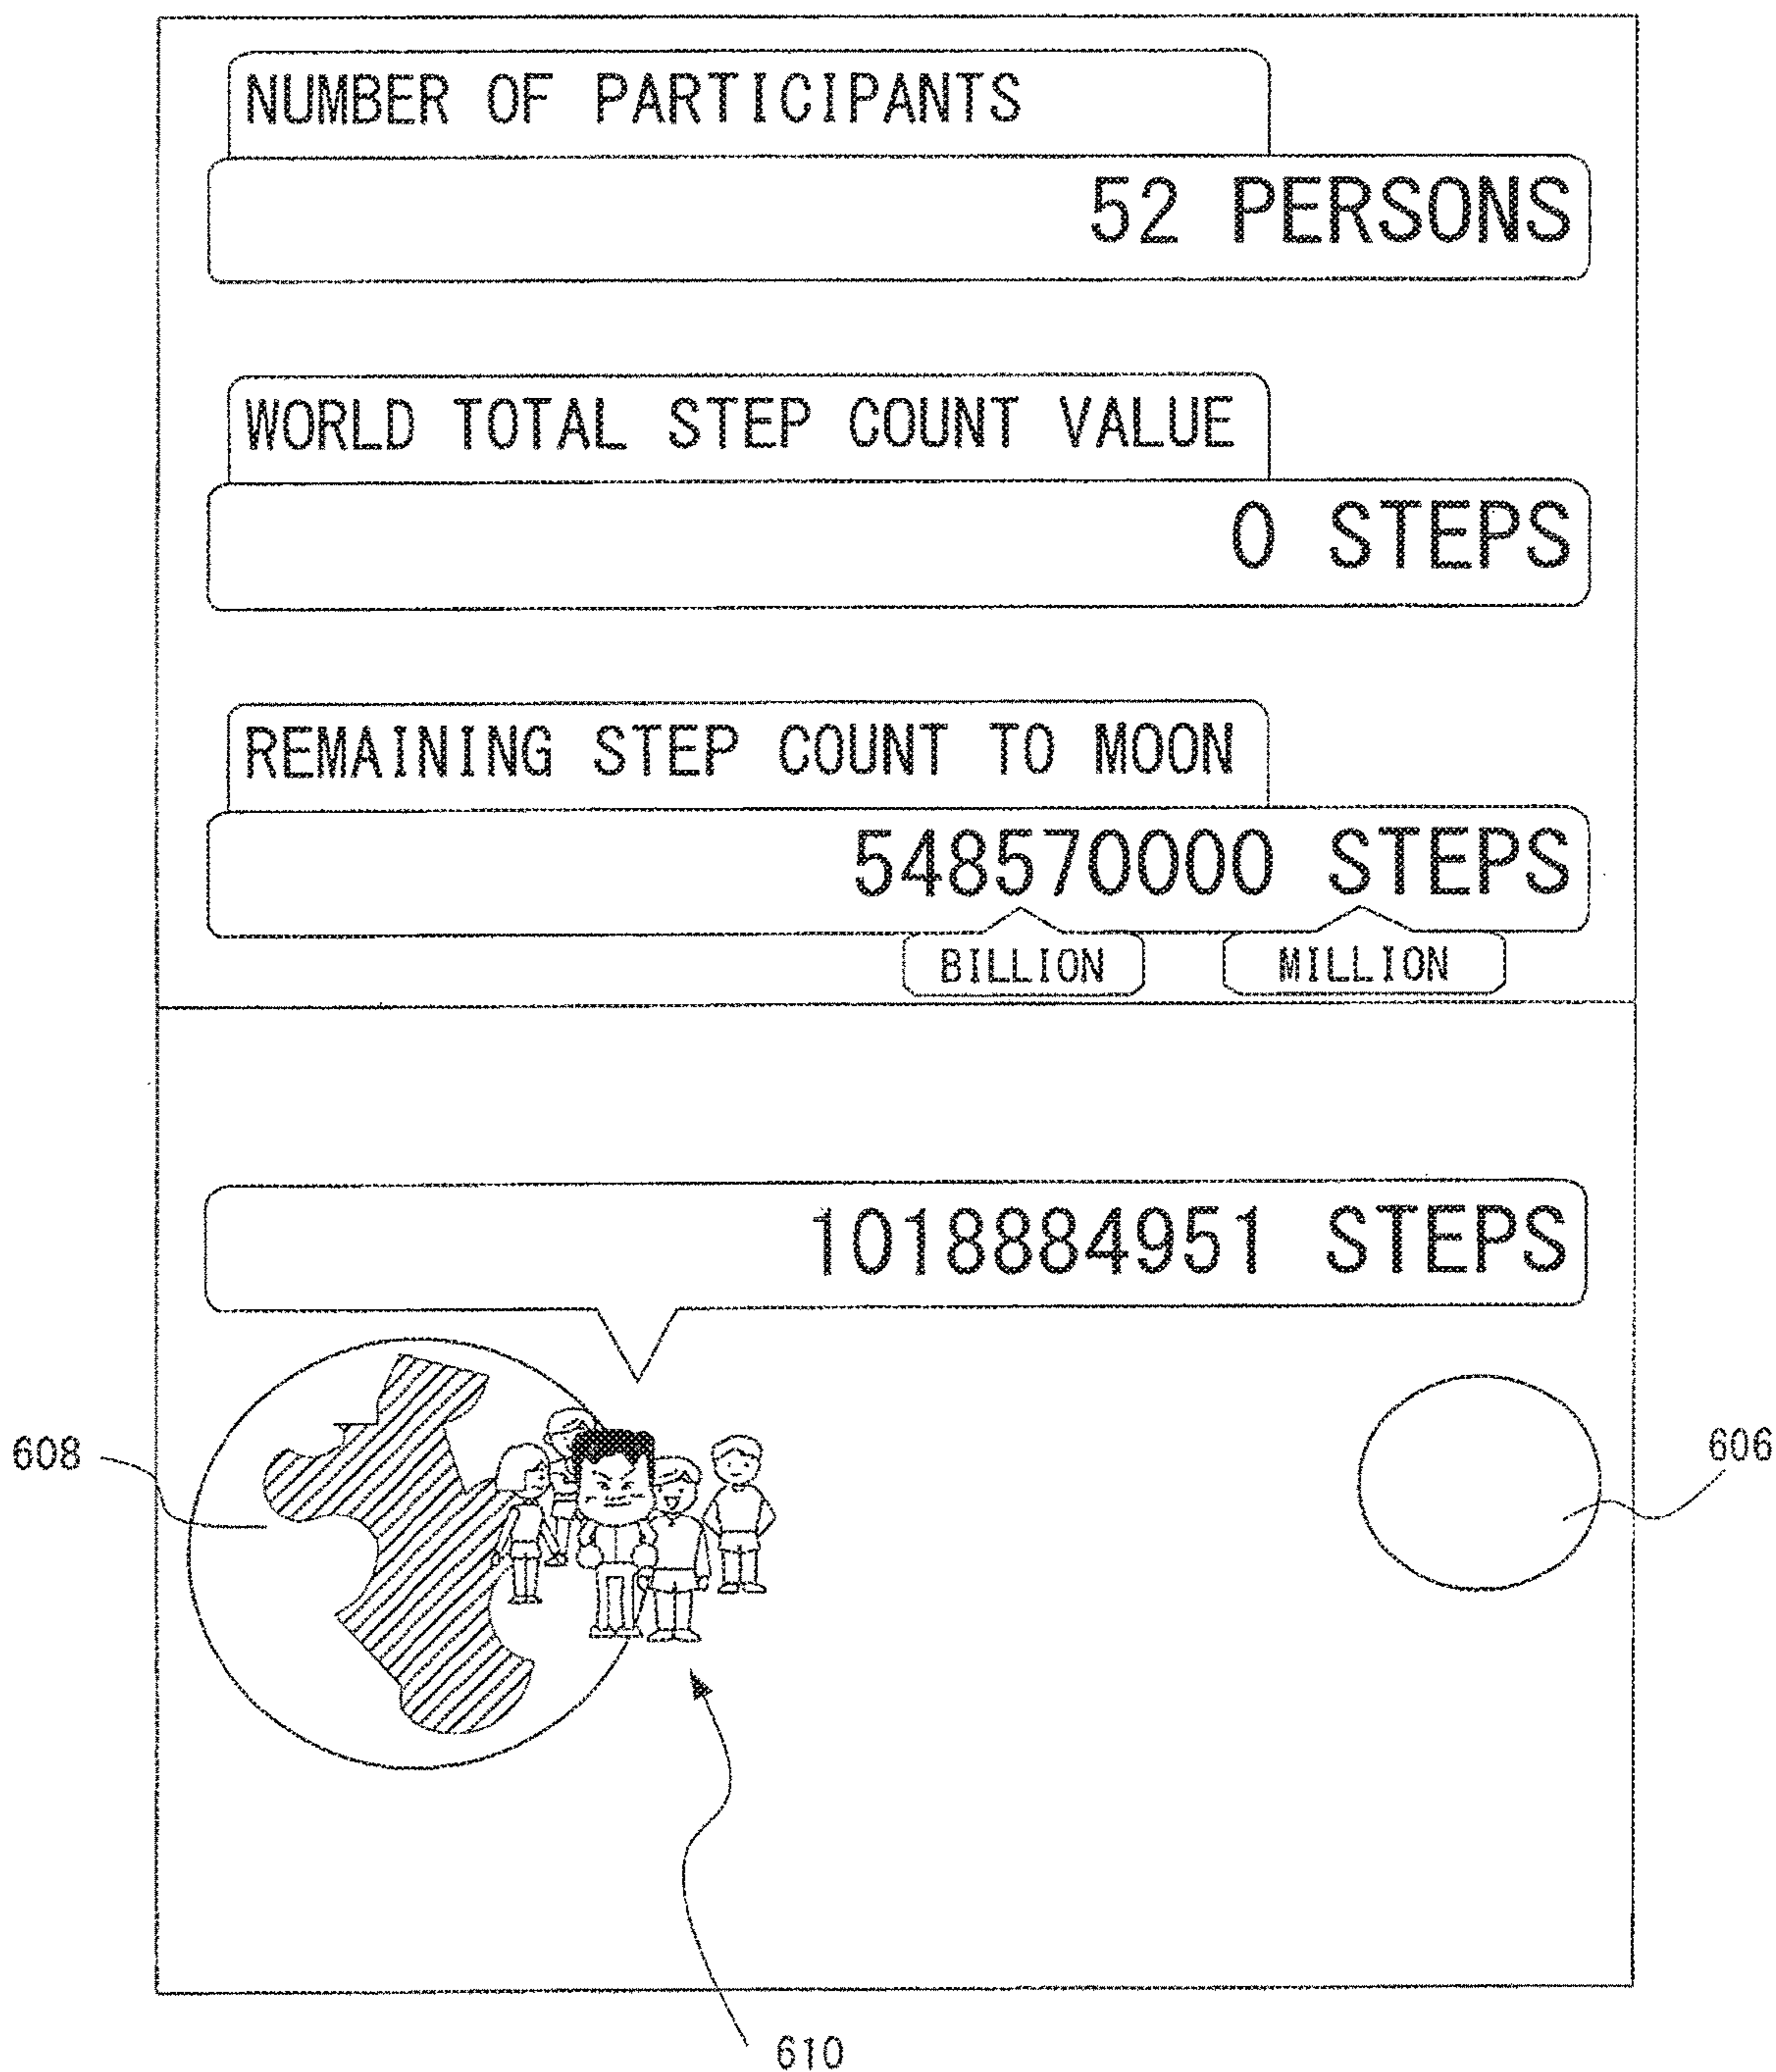 NUMBER OF PARTICIPANTS
52 PERSONS
WORLD TOTAL STEP COUNT VALUE
0 STEPS
REMAINING STEP COUNT TO MOON
548570000 STEPS
BILLION MILLION
1018884951 STEPS
608
606
610